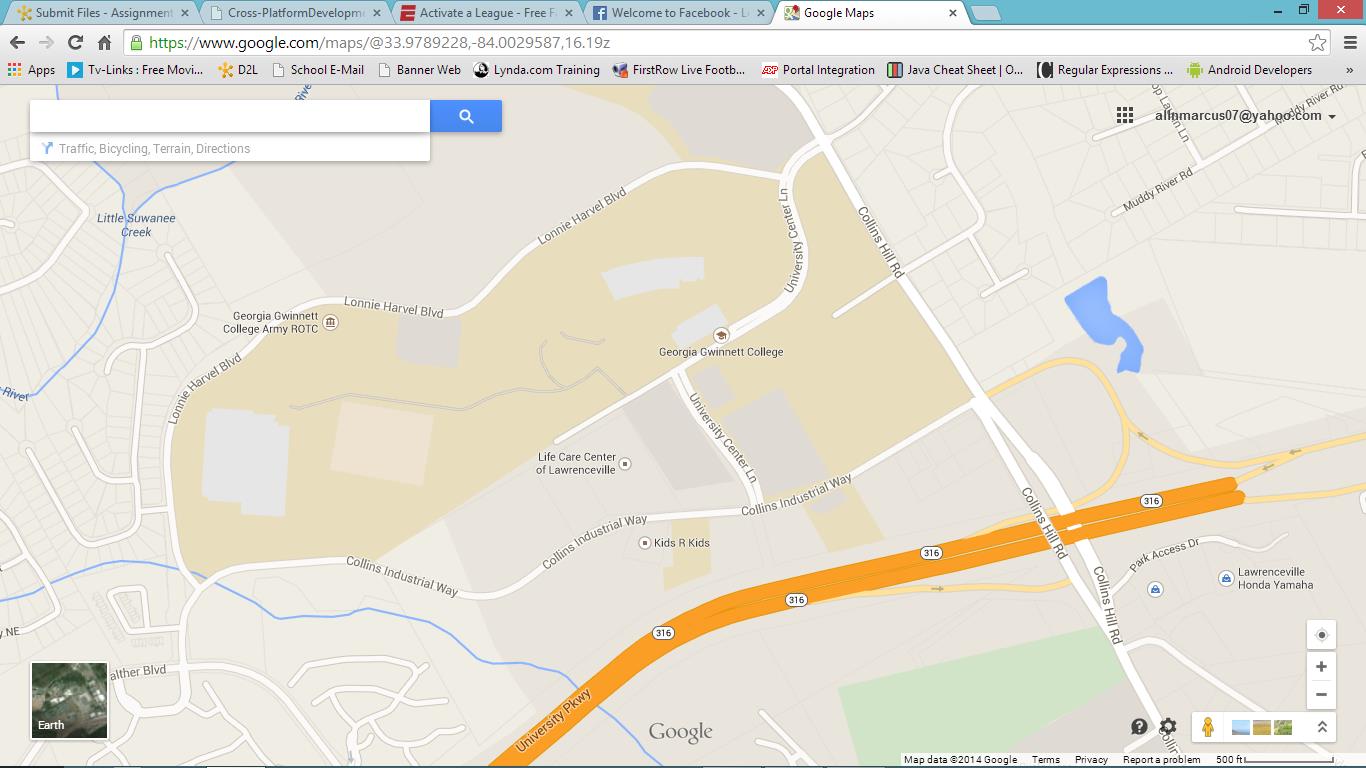 Submit Files - Assignment
Cross-PlatformDevelopme
Activate a League - Free F
Welcome to Facebook - L
Google Maps
https://www.google.com/maps/@33.9789228,-84.0029587,16.19z
Apps
Tv-Links : Free Movi...
D2L
School E-Mail
Banner Web
Lynda.com Training
FirstRow Live Footb...
Portal Integration
Java Cheat Sheet | O...
Regular Expressions ...
Android Developers
»
River
Traffic, Bicycling, Terrain, Directions
alinmarcus07@yahoo.com
Muddy River Rd
Muddy River Rd
Little Suwanee
Creek
Lonnie Harvel Blvd
University Center Ln
Collins Hill Rd
Lonnie Harvel Blvd
Georgia Gwinnett
College Army ROTC
Georgia Gwinnett College
Lonnie Harvel Blvd
River
University Center Ln
Life Care Center
of Lawrenceville
Collins Industrial Way
Collins Industrial Way
Kids R Kids
Collins Industrial Way
Collins Hill Rd
316
316
316
316
Park Access Dr
Lawrenceville
Honda Yamaha
Collins Hill Rd
y NE
alther Blvd
University Pkwy
Earth
Google
Map data ©2014 Google
Terms
Privacy
Report a problem
500 ft